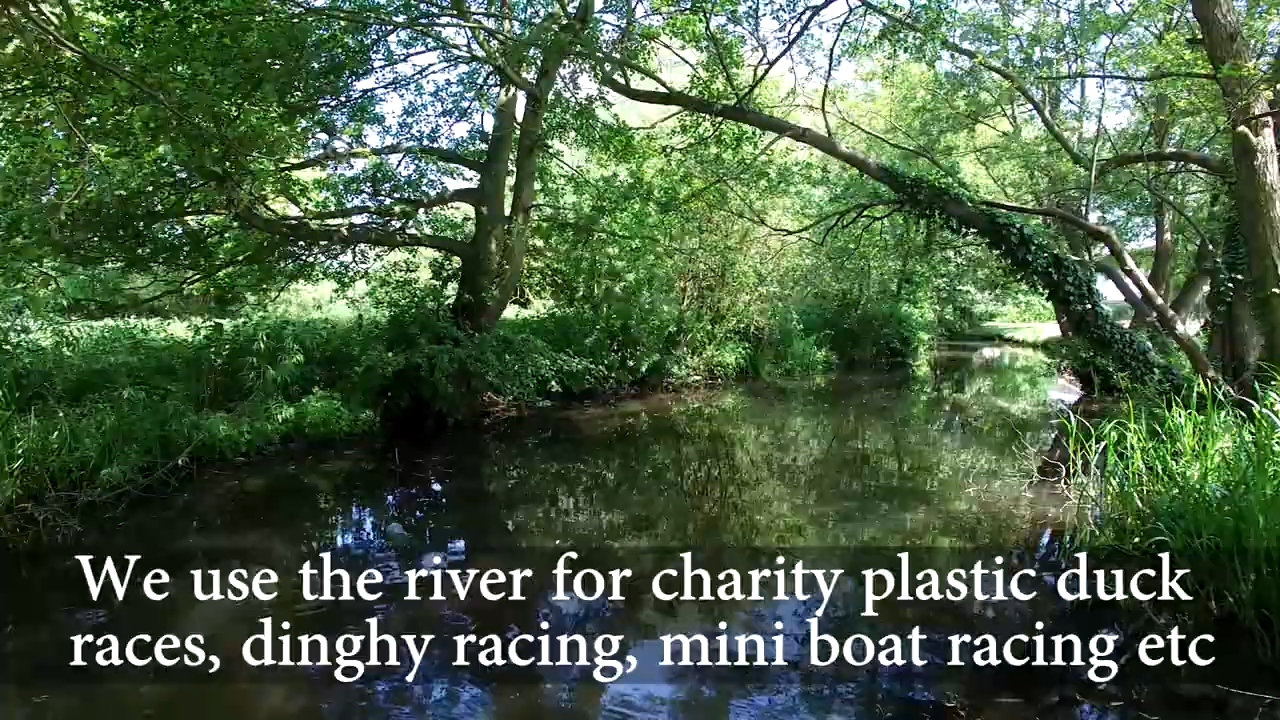 We use the river for charity plastic duck
races, dinghy racing, mini boat racing etc